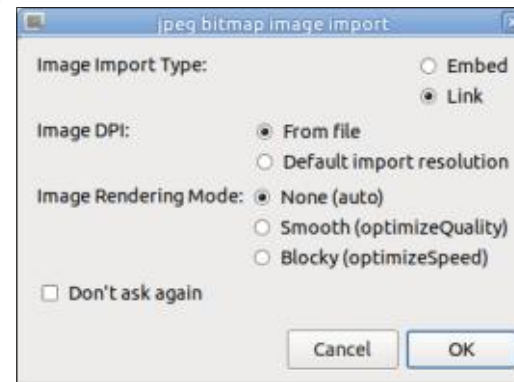 jpeg bitmap image import
Image Import Type: Embed
Link
Image DPI: From file
Default import resolution
Image Rendering Mode: None (auto)
Smooth (optimizeQuality)
Blocky (optimizeSpeed)
Don't ask again
Cancel OK